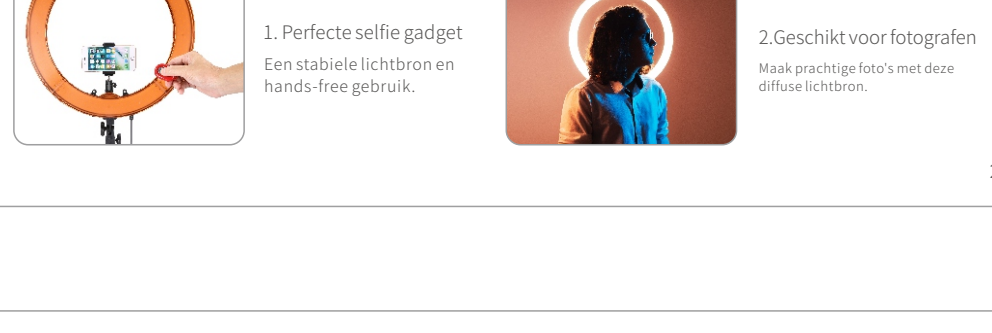 1. Perfecte selfie gadget
Een stabiele lichtbron en
hands-free gebruik.
2.Geschikt voor fotografen
Maak prachtige foto's met deze
diffuse lichtbron.